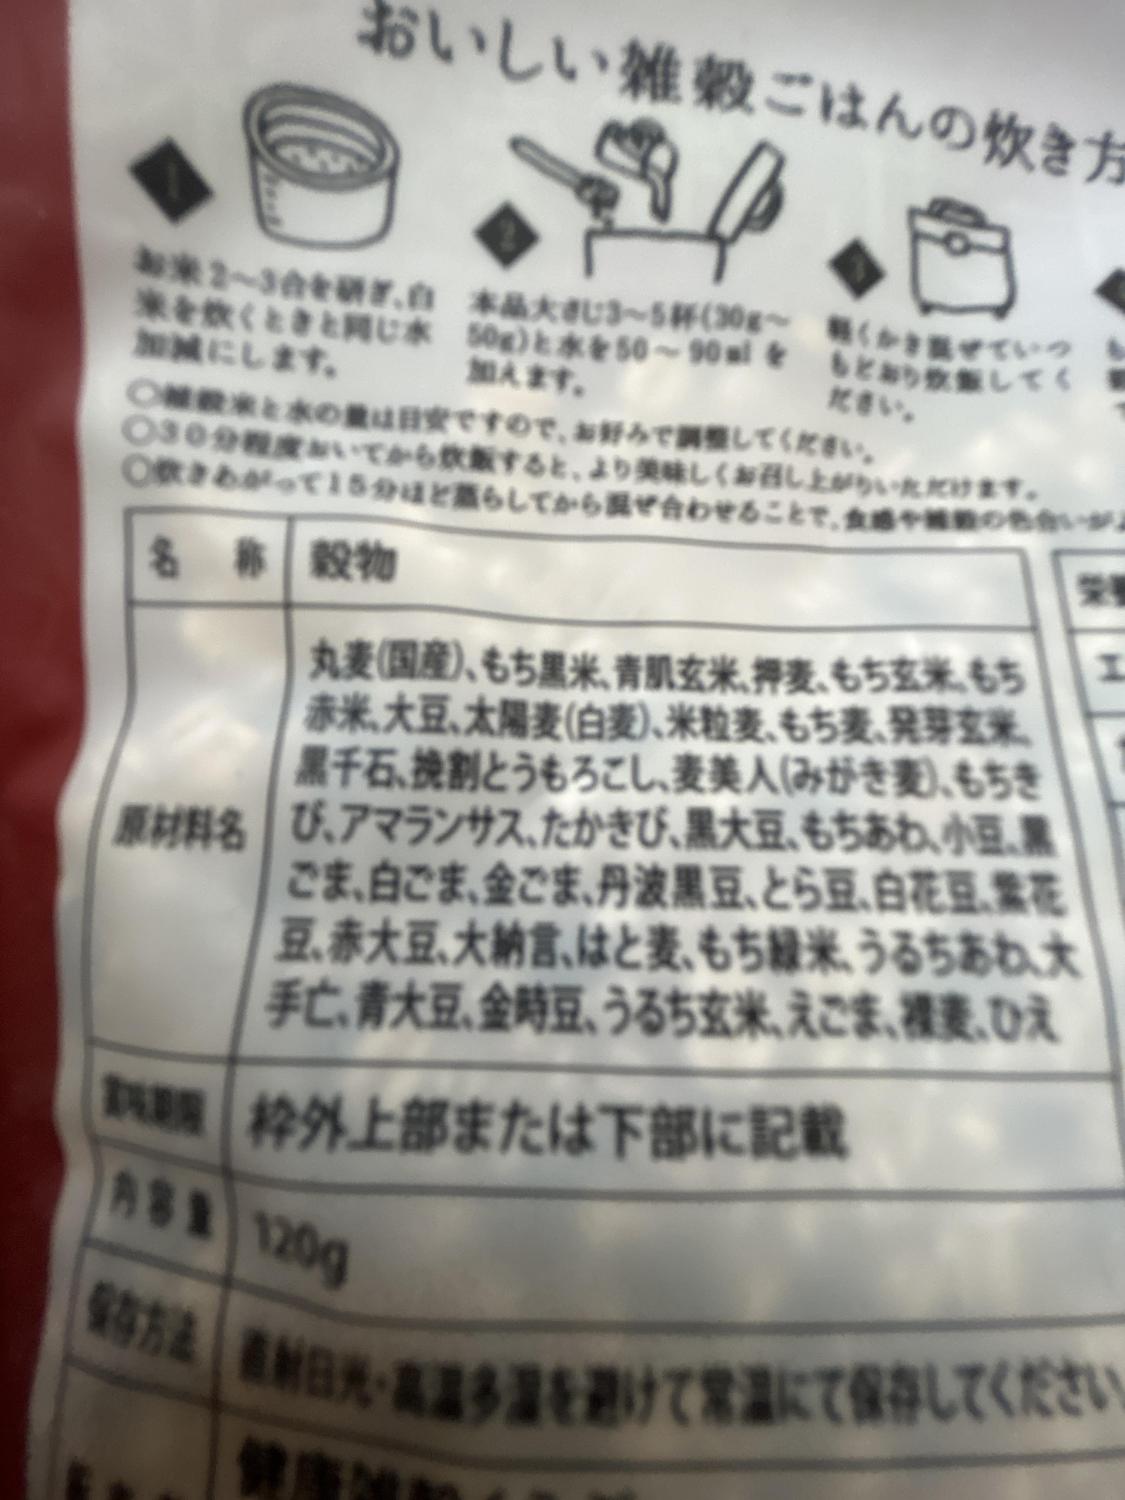 おいしい雑穀ごはんの炊き方
1
お米2～3合を研ぎ、白
米を炊くときと同じ水
加減にします。
2
本品大さじ3～5杯(30g～
50g)と水を50～90ml を
加えます。
3
軽くかき混ぜていつ
もどおり炊飯してく
ださい。
○雑穀米と水の量は目安ですので、お好みで調整してください。
○30分程度おいてから炊飯すると、より美味しくお召し上がりいただけます。
○炊きあがって15分ほど蒸らしてから混ぜ合わせることで、食感や雑穀の色合いが
名称 穀物
原材料名
丸麦(国産)、もち黒米、青肌玄米、押麦、もち玄米、もち
赤米、大豆、太陽麦(白麦)、米粒麦、もち麦、発芽玄米、
黒千石、挽割とうもろこし、麦美人(みがき麦)、もちき
び、アマランサス、たかきび、黒大豆、もちあわ、小豆、黒
ごま、白ごま、金ごま、丹波黒豆、とら豆、白花豆、紫花
豆、赤大豆、大納言、はと麦、もち緑米、うるちあわ、大
手亡、青大豆、金時豆、うるち玄米、えごま、裸麦、ひえ
賞味期限 枠外上部または下部に記載
内容量 120g
保存方法 直射日光・高温多湿を避けて常温にて保存してください
栄養
エ